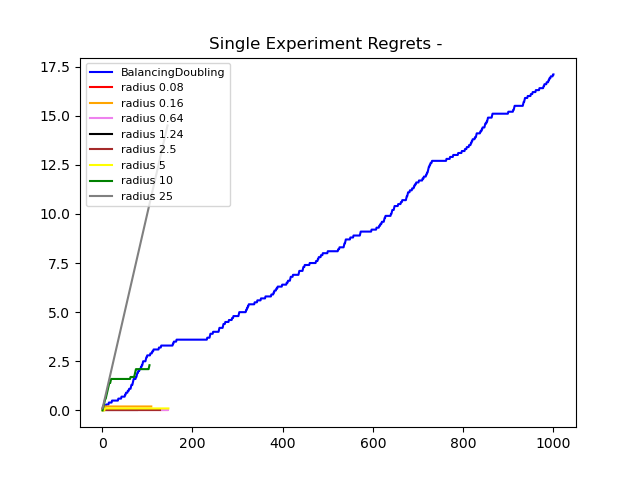 Single Experiment Regrets -
17.5
15.0
12.5
10.0
7.5
5.0
2.5
0.0
BalancingDoubling
radius 0.08
radius 0.16
radius 0.64
radius 1.24
radius 2.5
radius 5
radius 10
radius 25
0 200 400 600 800 1000